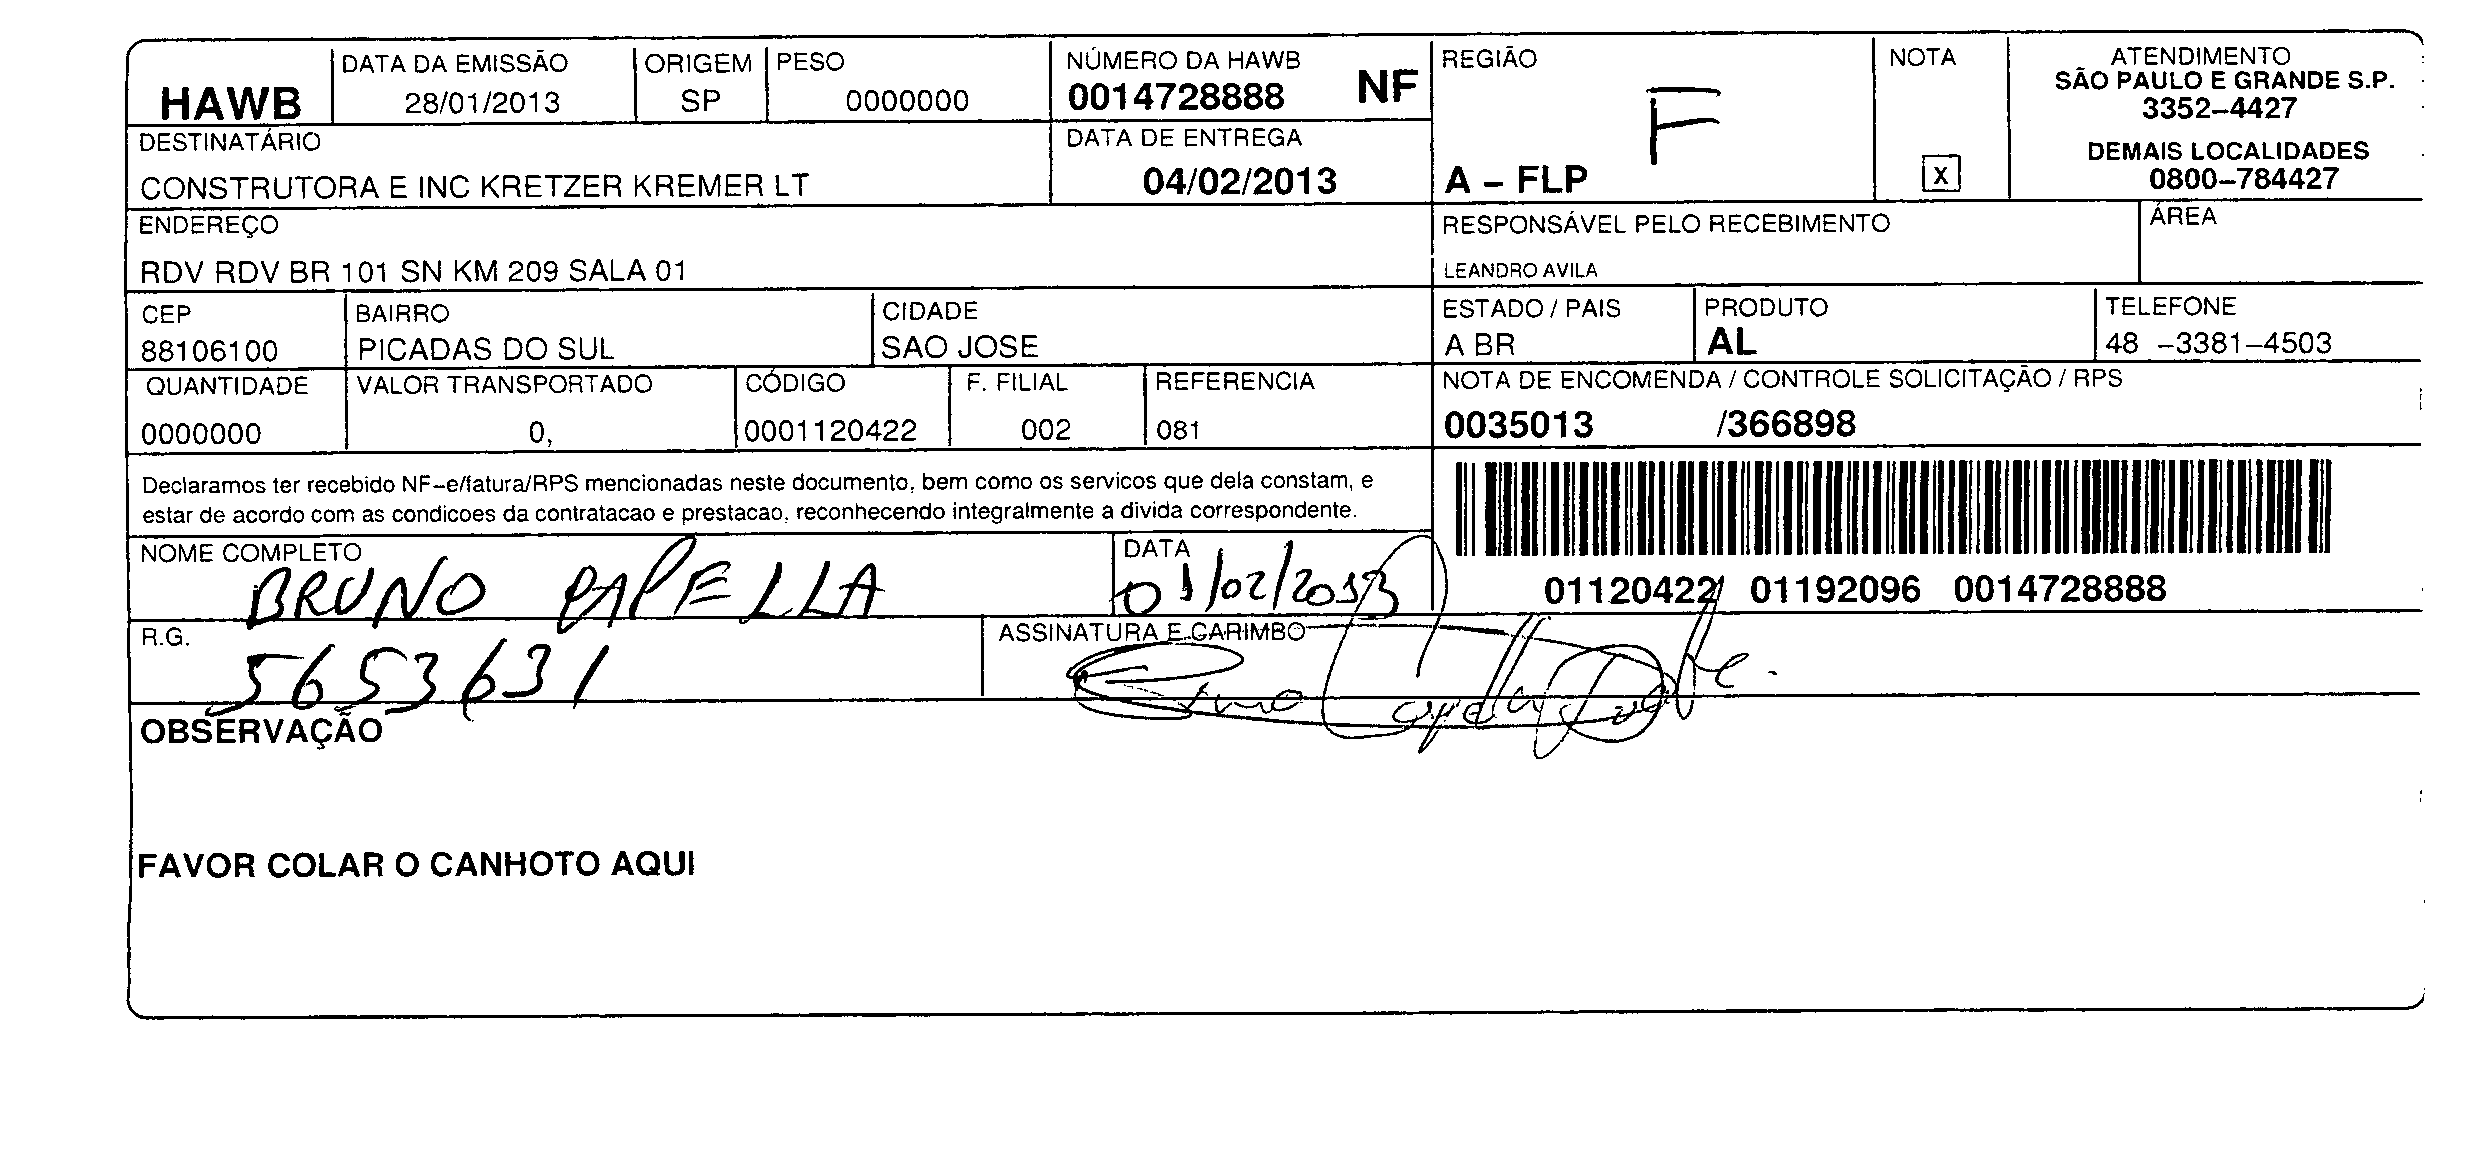 HAWB
DATA DA EMISSÃO
28/01/2013
ORIGEM
SP
PESO
0000000
NÚMERO DA HAWB
0014728888 NF
REGIÃO
F
A – FLP
NOTA
X
ATENDIMENTO
SÃO PAULO E GRANDE S.P.
3352–4427
DEMAIS LOCALIDADES
0800–784427
DESTINATÁRIO
CONSTRUTORA E INC KRETZER KREMER LT
DATA DE ENTREGA
04/02/2013
ENDEREÇO
RDV RDV BR 101 SN KM 209 SALA 01
RESPONSÁVEL PELO RECEBIMENTO
LEANDRO AVILA
ÁREA
CEP
88106100
BAIRRO
PICADAS DO SUL
CIDADE
SAO JOSE
ESTADO / PAIS
A BR
PRODUTO
AL
TELEFONE
48 –3381–4503
QUANTIDADE
0000000
VALOR TRANSPORTADO
0,
CÓDIGO
0001120422
F. FILIAL
002
REFERENCIA
081
NOTA DE ENCOMENDA / CONTROLE SOLICITAÇÃO / RPS
0035013 /366898
Declaramos ter recebido NF–e/fatura/RPS mencionadas neste documento, bem como os servicos que dela constam, e
estar de acordo com as condicoes da contratacao e prestacao, reconhecendo integralmente a divida correspondente.
01120422 01192096 0014728888
NOME COMPLETO
BRUNO
DATA
01/02/2013
R.G.
5653631
ASSINATURA E CARIMBO
OBSERVAÇÃO
FAVOR COLAR O CANHOTO AQUI